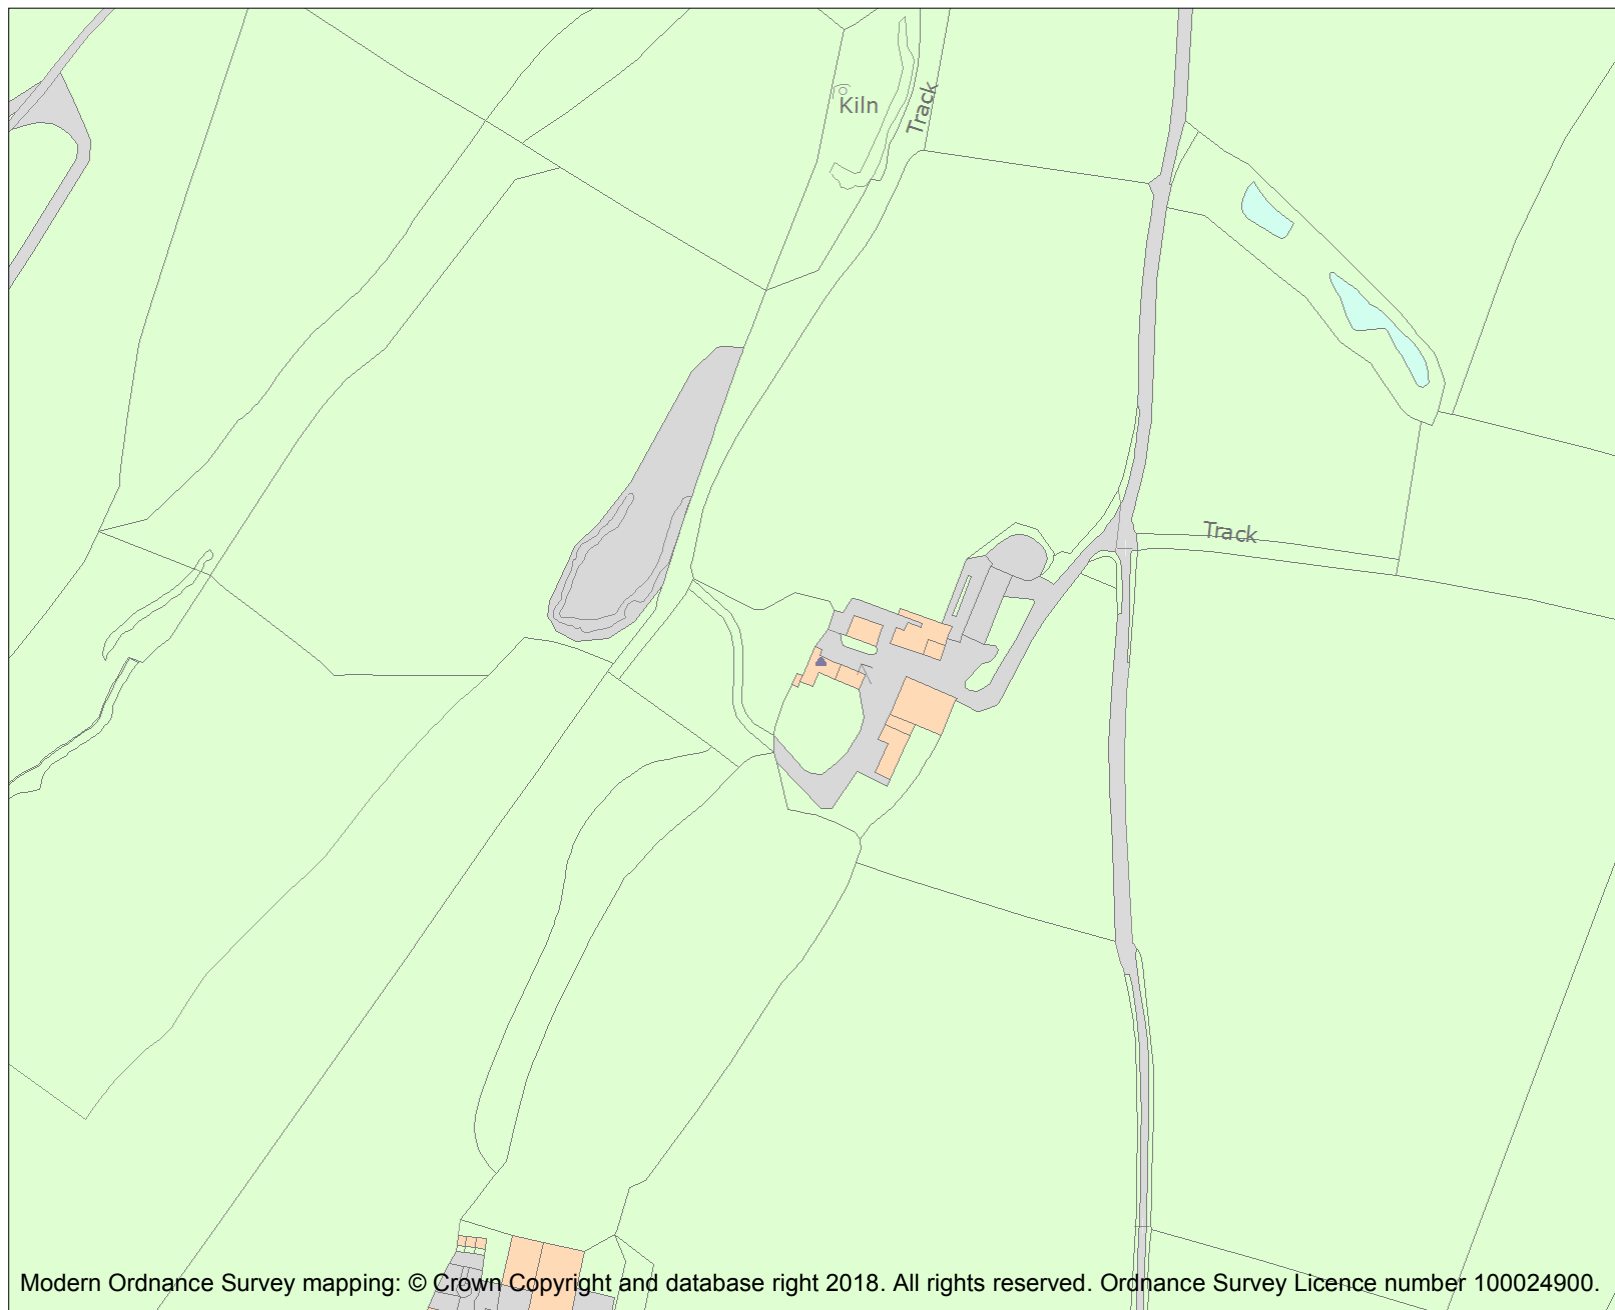 Kiln
Track
Track
Modern Ordnance Survey mapping: © Crown Copyright and database right 2018. All rights reserved. Ordnance Survey Licence number 100024900.